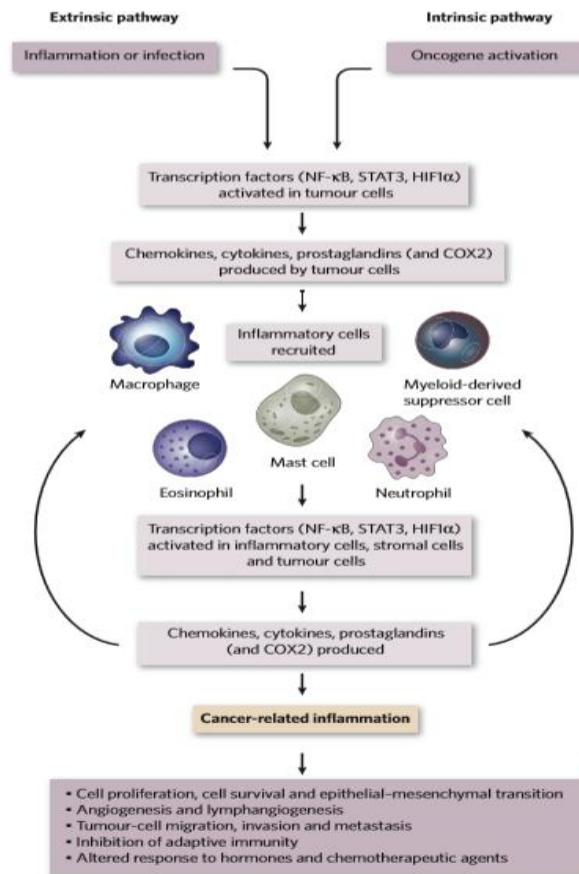 Extrinsic pathway
Intrinsic pathway
Inflammation or infection
Oncogene activation
Transcription factors (NF-κB, STAT3, HIF1α)
activated in tumour cells
Chemokines, cytokines, prostaglandins (and COX2)
produced by tumour cells
Inflammatory cells
recruited
Macrophage
Myeloid-derived
suppressor cell
Mast cell
Eosinophil
Neutrophil
Transcription factors (NF-κB, STAT3, HIF1α)
activated in inflammatory cells, stromal cells
and tumour cells
Chemokines, cytokines, prostaglandins
(and COX2) produced
Cancer-related inflammation
• Cell proliferation, cell survival and epithelial–mesenchymal transition
• Angiogenesis and lymphangiogenesis
• Tumour-cell migration, invasion and metastasis
• Inhibition of adaptive immunity
• Altered response to hormones and chemotherapeutic agents